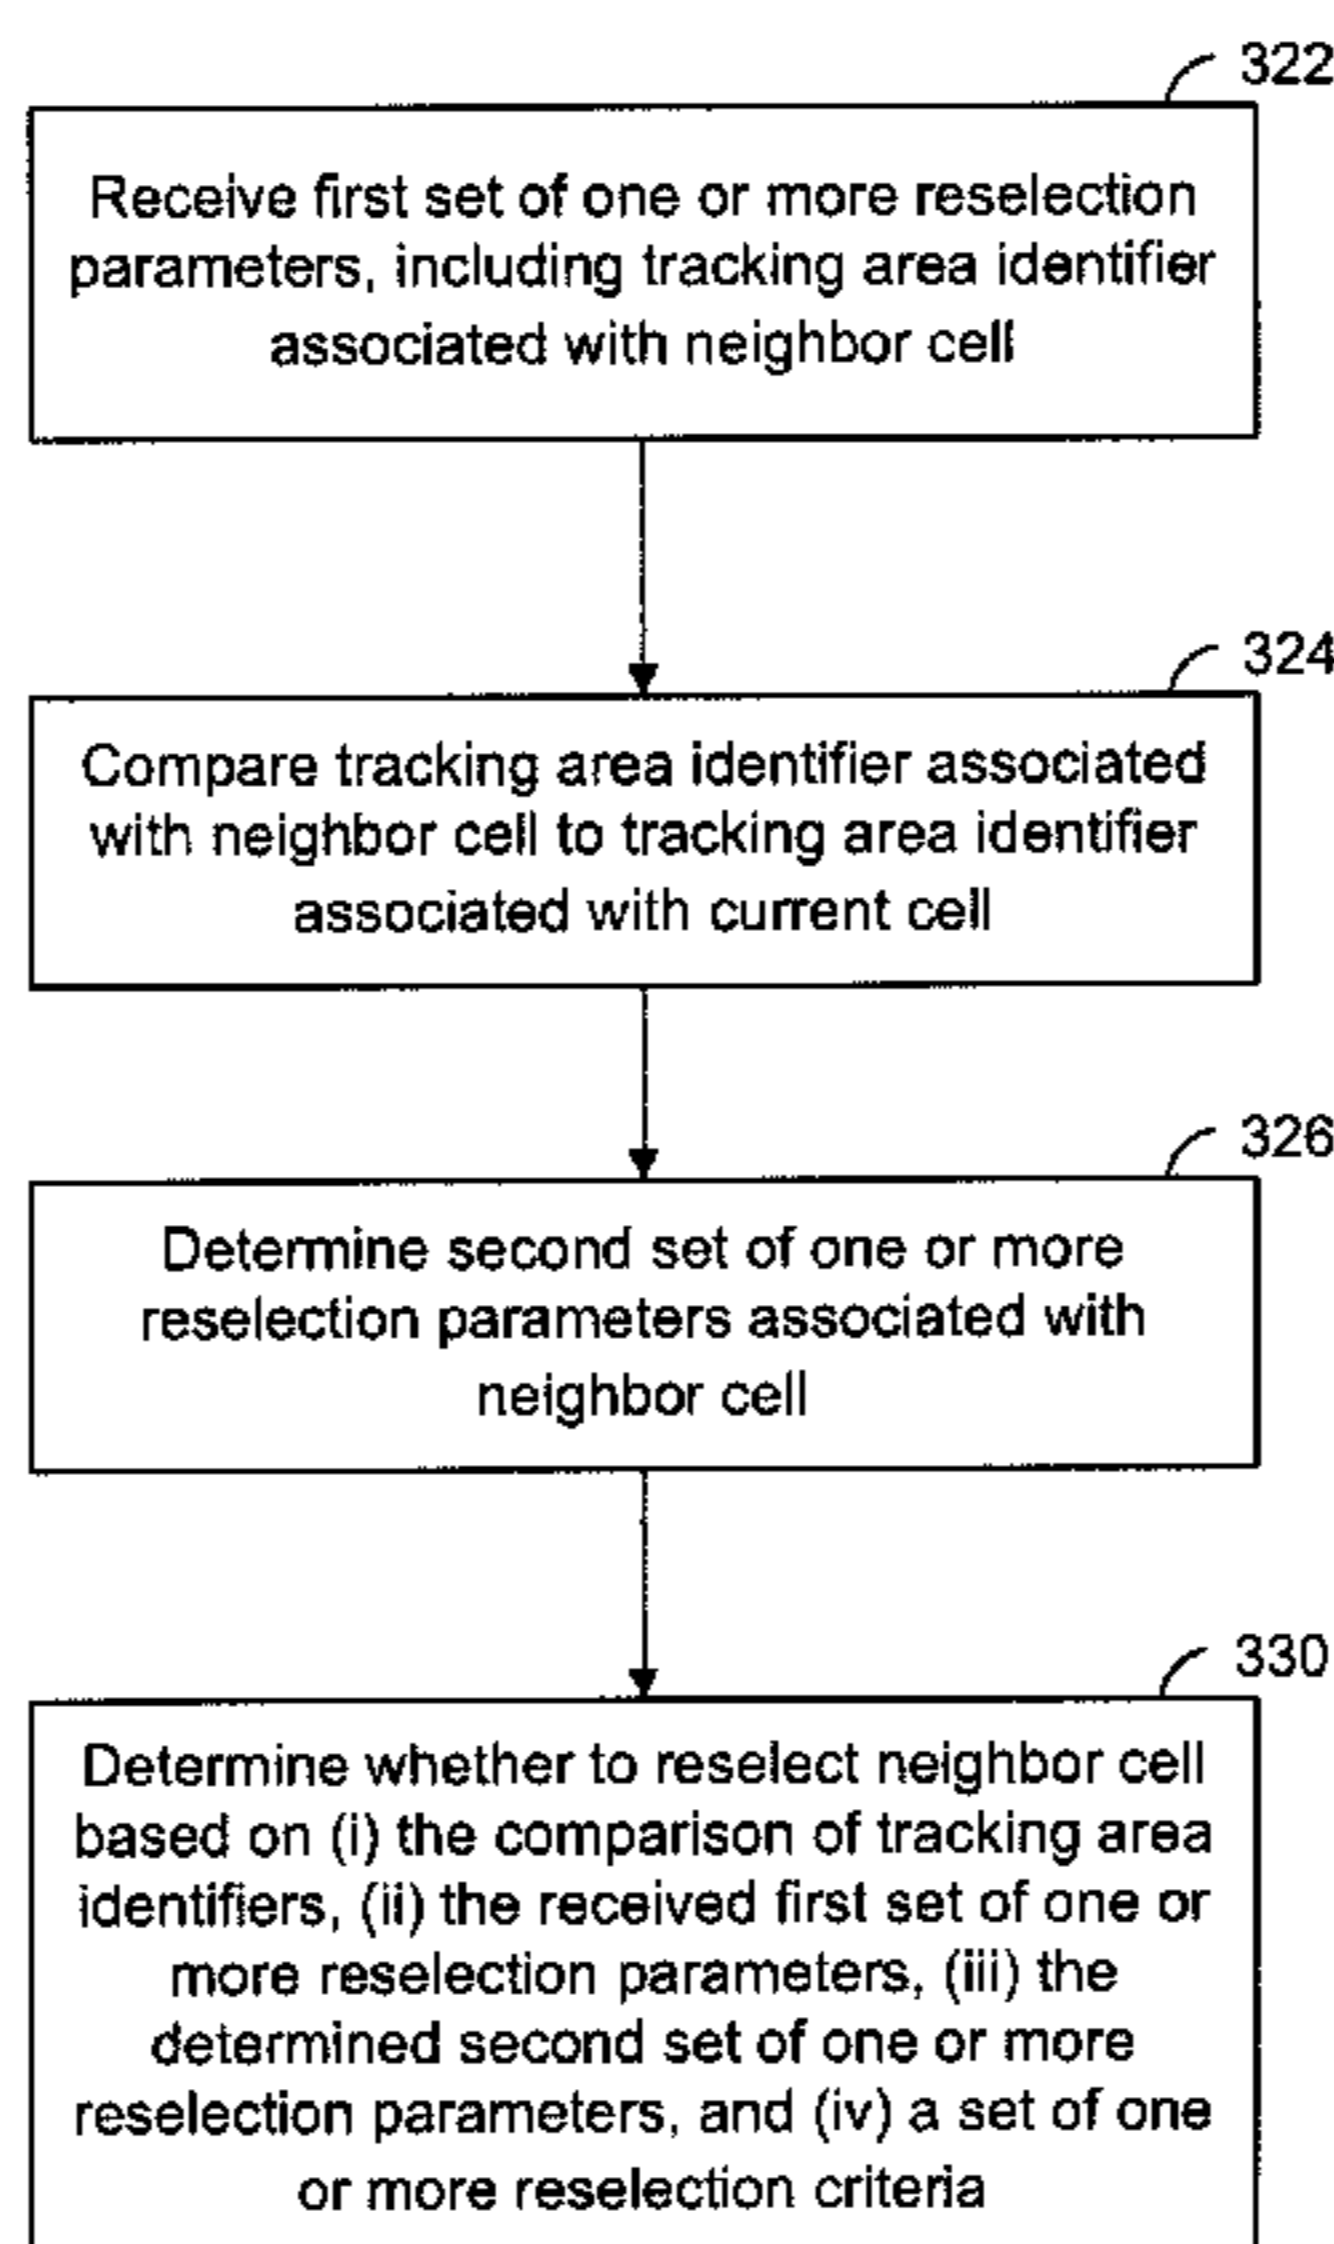 322
Receive first set of one or more reselection
parameters, including tracking area identifier
associated with neighbor cell
324
Compare tracking area identifier associated
with neighbor cell to tracking area identifier
associated with current cell
326
Determine second set of one or more
reselection parameters associated with
neighbor cell
330
Determine whether to reselect neighbor cell
based on (i) the comparison of tracking area
identifiers, (ii) the received first set of one or
more reselection parameters, (iii) the
determined second set of one or more
reselection parameters, and (iv) a set of one
or more reselection criteria